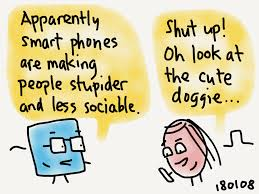 Apparently
smart phones
are making
people stupider
and less sociable.
Shut up!
Oh look at
the cute
doggie...
180108